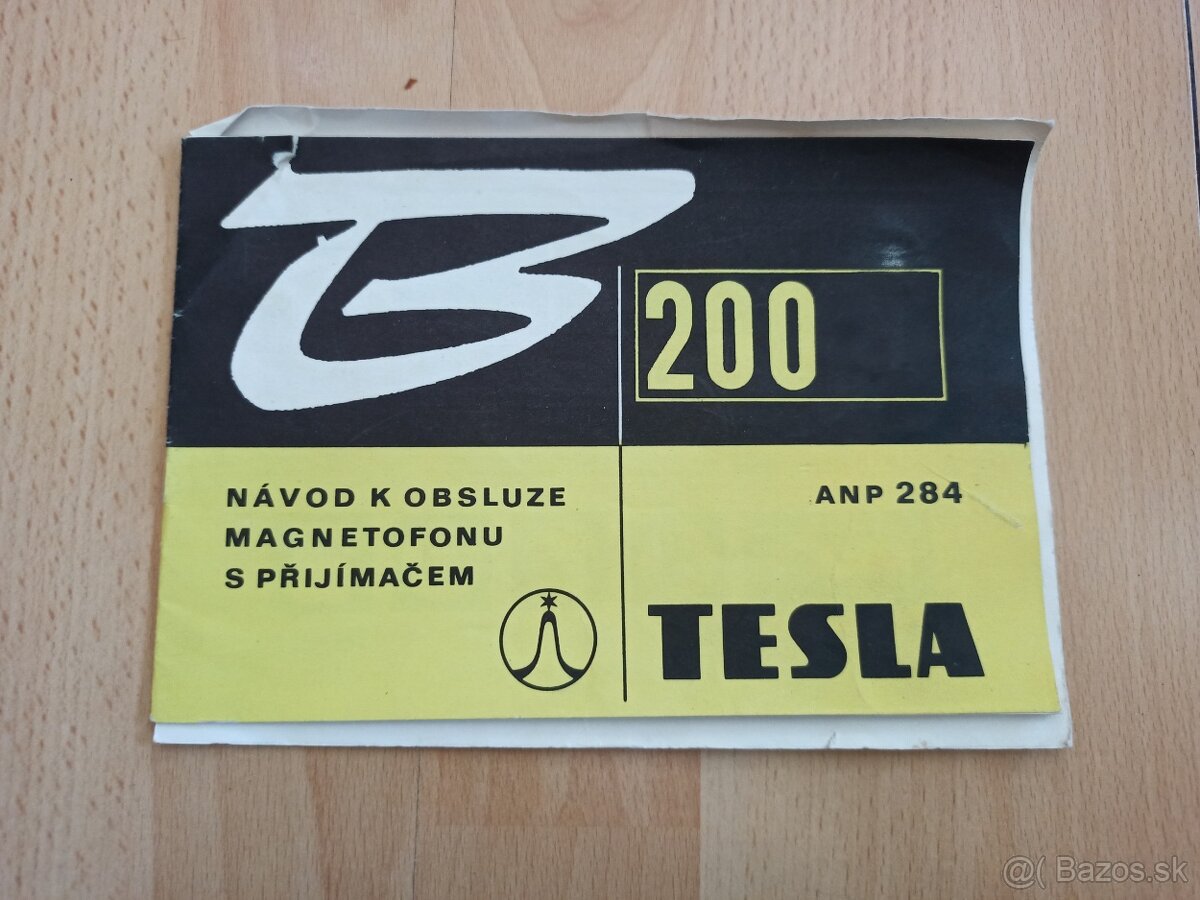 B
200
NÁVOD K OBSLUZE
MAGNETOFONU
S PŘIJÍMAČEM
ANP 284
TESLA
@( Bazos.sk